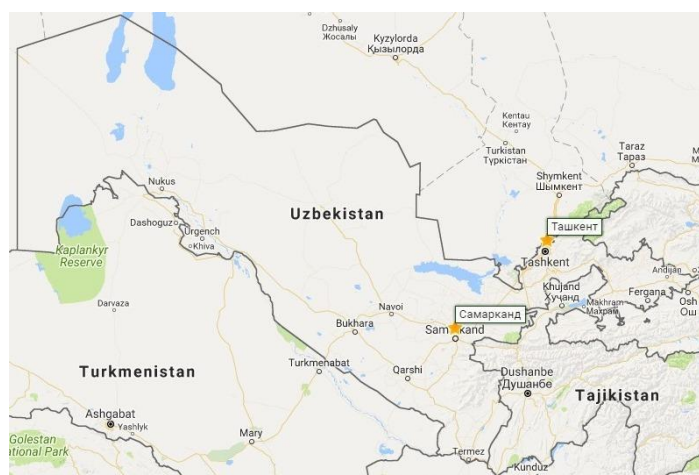 Dzhusaly
Жосалы
Kyzylorda
Қызылорда
Kentau
Кентау
Turkistan
Түркістан
Taraz
Тараз
Shymkent
Шымкент
Nukus
Uzbekistan
Ташкент
Dashoguz
Urgench
Khiva
Tashkent
Kaplankyr
Reserve
Khujand
Хучанд
Andijan
Fergana
Osh
Ош
Darvaza
Navoi
Самарканд
Makhram
Махрам
Bukhara
Turkmenabat
Qarshi
Dushanbe
Душанбе
Turkmenistan
Tajikistan
Ashgabat
Yashlyk
Mary
Golestan
ational Park
Termez
Kunduz